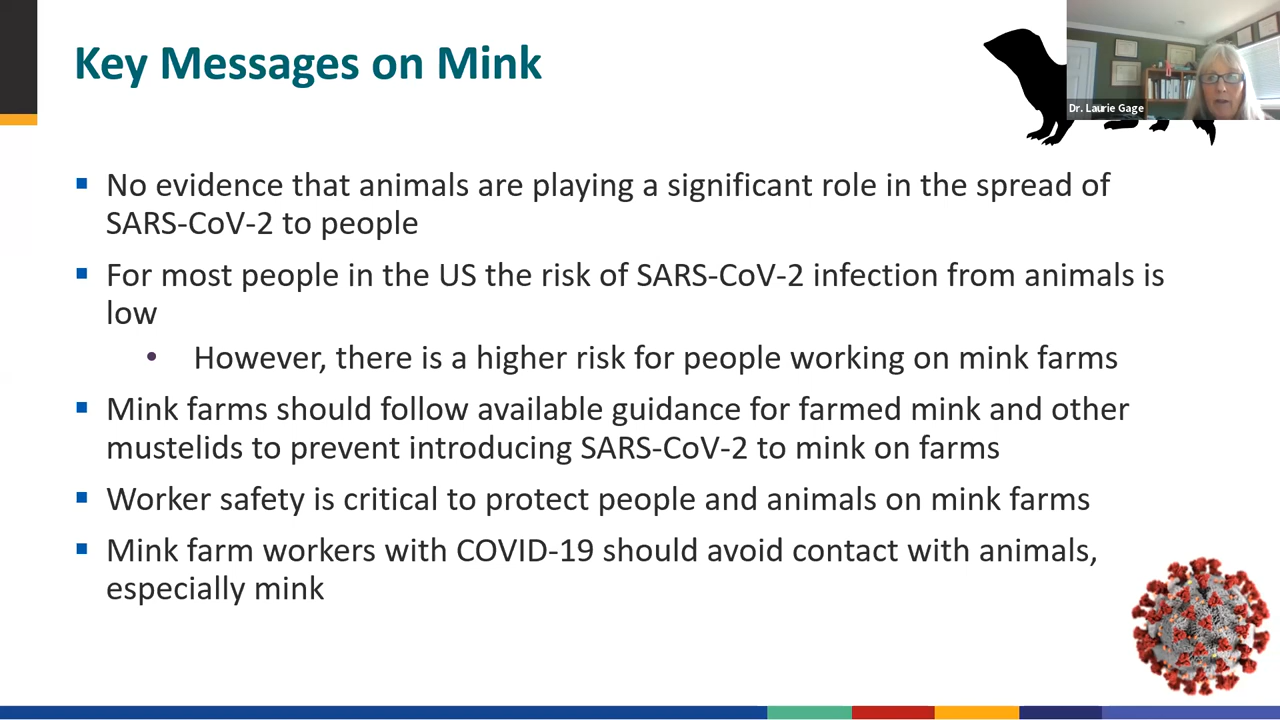 Key Messages on Mink
Dr. Laurie Gage
No evidence that animals are playing a significant role in the spread of
SARS-CoV-2 to people
For most people in the US the risk of SARS-CoV-2 infection from animals is
low
However, there is a higher risk for people working on mink farms
Mink farms should follow available guidance for farmed mink and other
mustelids to prevent introducing SARS-CoV-2 to mink on farms
Worker safety is critical to protect people and animals on mink farms
Mink farm workers with COVID-19 should avoid contact with animals,
especially mink